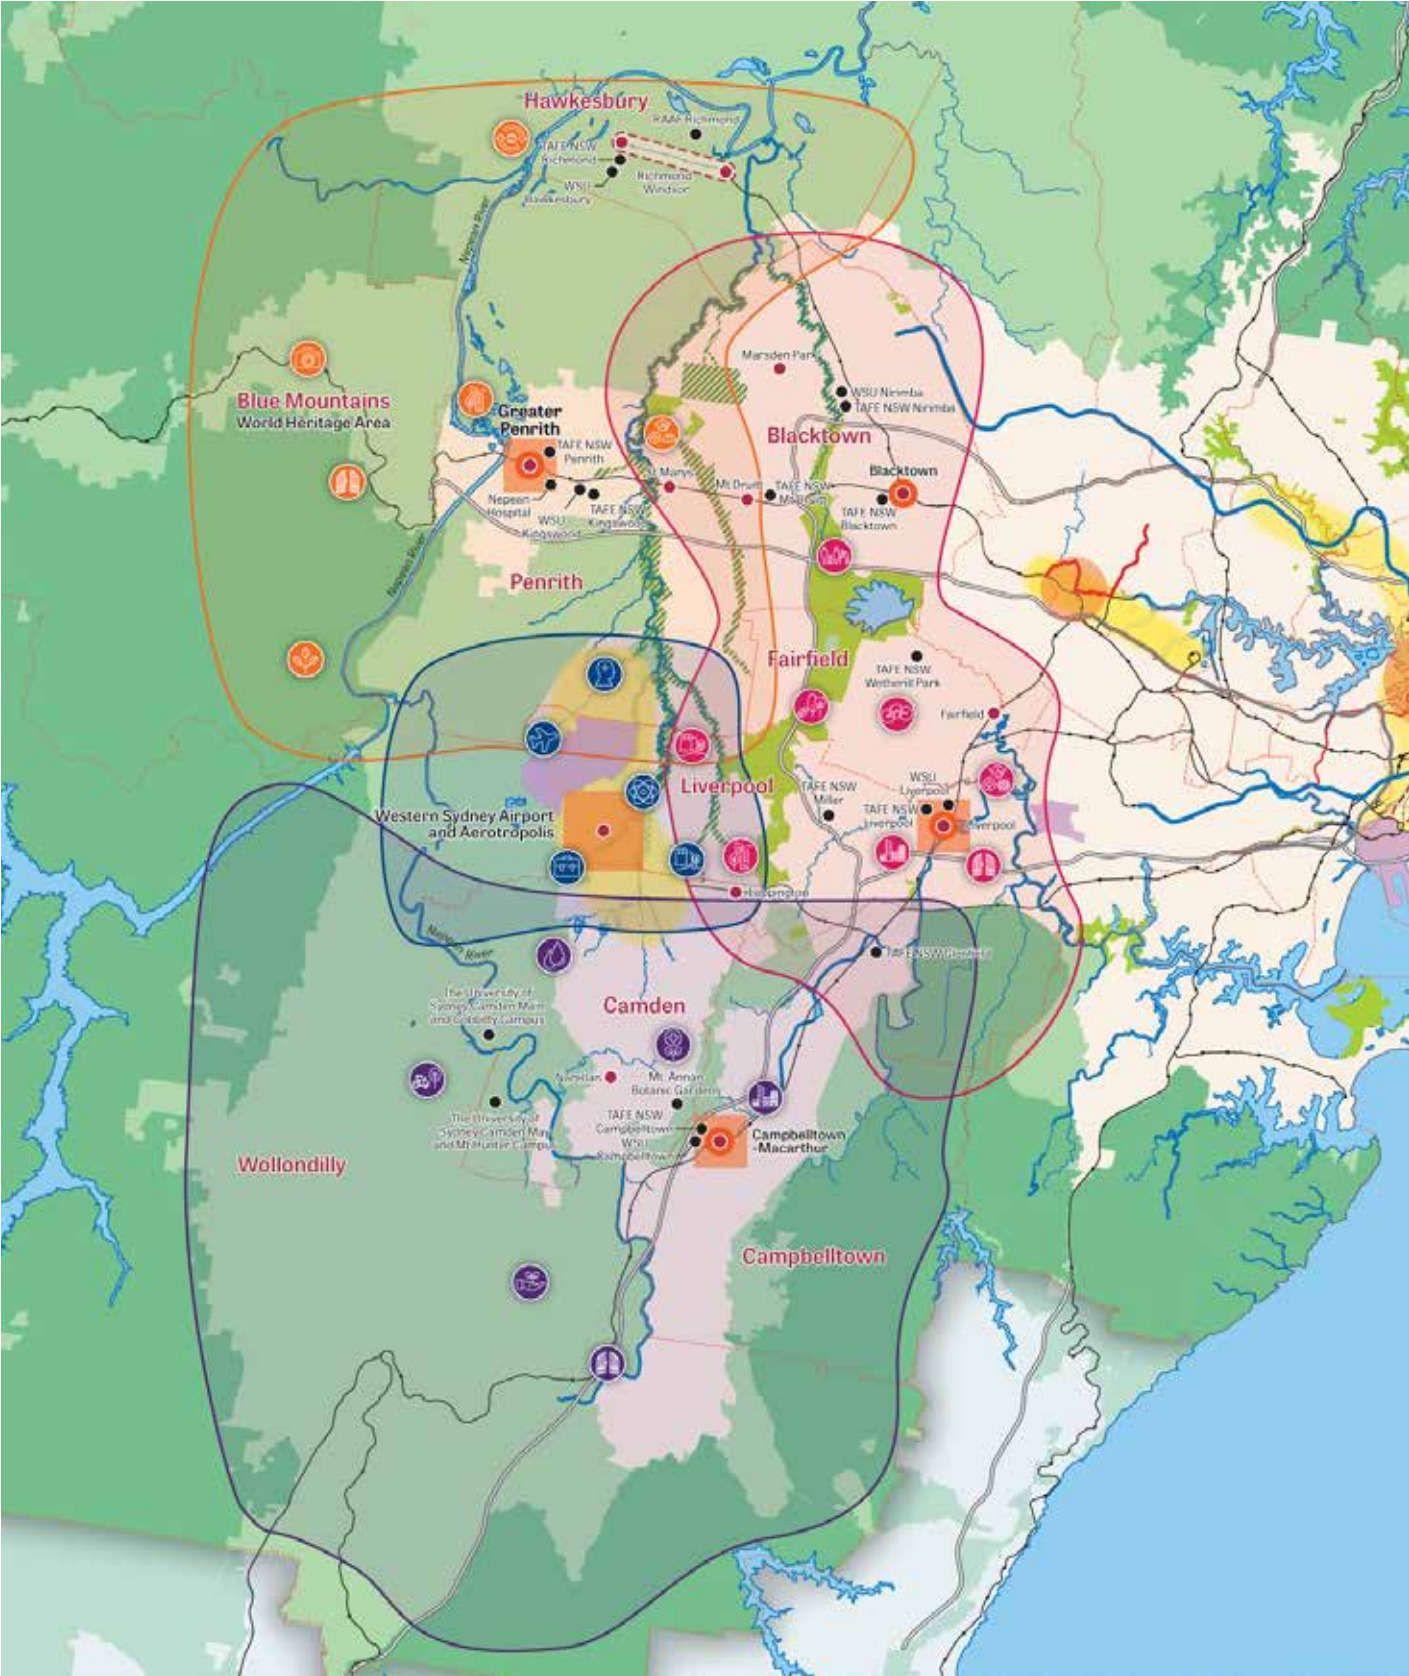 Hawkesbury
RAAF Richmond
TAFE NSW
Richmond
WSU
Hawkesbury
Richmond
Windsor
Nepean River
Marsden Park
WSU Nirimba
TAFE NSW Nirimba
Blue Mountains
World Heritage Area
Greater
Penrith
TAFE NSW
Penrith
Blacktown
Blacktown
St Marys
Mt Druitt
TAFE NSW
Mt Druitt
TAFE NSW
Blacktown
Nepean
Hospital
WSU
Kingswood
TAFE NSW
Kingswood
Nepean River
Penrith
Fairfield
TAFE NSW
Wetherill Park
Fairfield
Liverpool
TAFE NSW
Miller
WSU
Liverpool
TAFE NSW
Liverpool
Liverpool
Western Sydney Airport
and Aerotropolis
Leppington
Nepean River
TAFE NSW Glenfield
The University of
Sydney Camden Main
and Cobbitty Campus
Camden
Narellan
Mt. Annan
Botanic Gardens
TAFE NSW
Campbelltown
WSU
Campbelltown
The University of
Sydney Camden Main
and Mt Hunter Campus
Campbelltown
-Macarthur
Wollondilly
Campbelltown